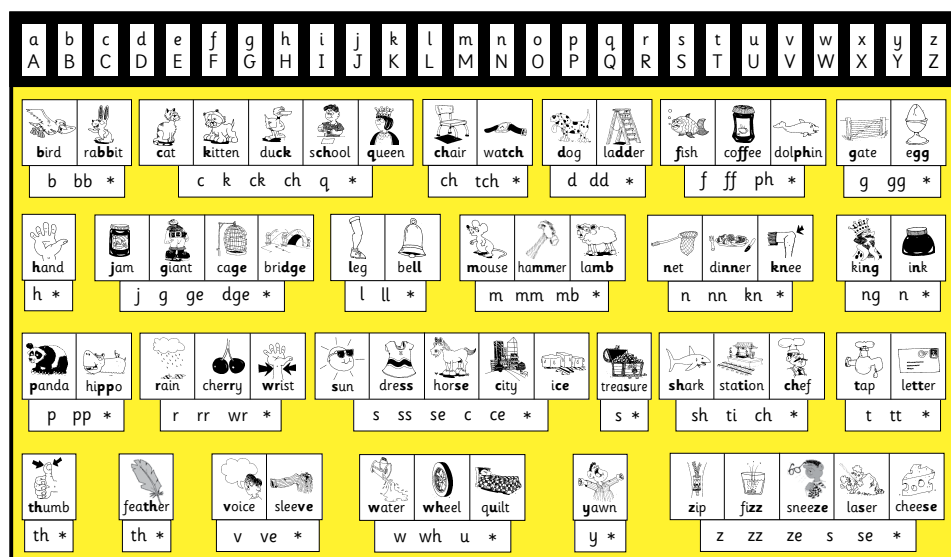 a b c d e f g h i j k l m n o p q r s t u v w x y z
A B C D E F G H I J K L M N O P Q R S T U V W X Y Z
bird rabbit cat kitten duck school queen chair watch dog ladder fish coffee dolphin gate egg
b bb * c k ck ch q * ch tch * d dd * f ff ph * g gg *
hand jam giant cage bridge leg bell mouse hammer lamb net dinner knee king ink
h * j g ge dge * l ll * m mm mb * n nn kn * ng n *
panda hippo rain cherry wrist sun dress horse city ice treasure shark station chef tap letter
p pp * r rr wr * s ss se c ce * s * sh ti ch * t tt *
thumb feather voice sleeve water wheel quilt yawn zip fizz sneeze laser cheese
th * th * v ve * w wh u * y * z zz ze s se *